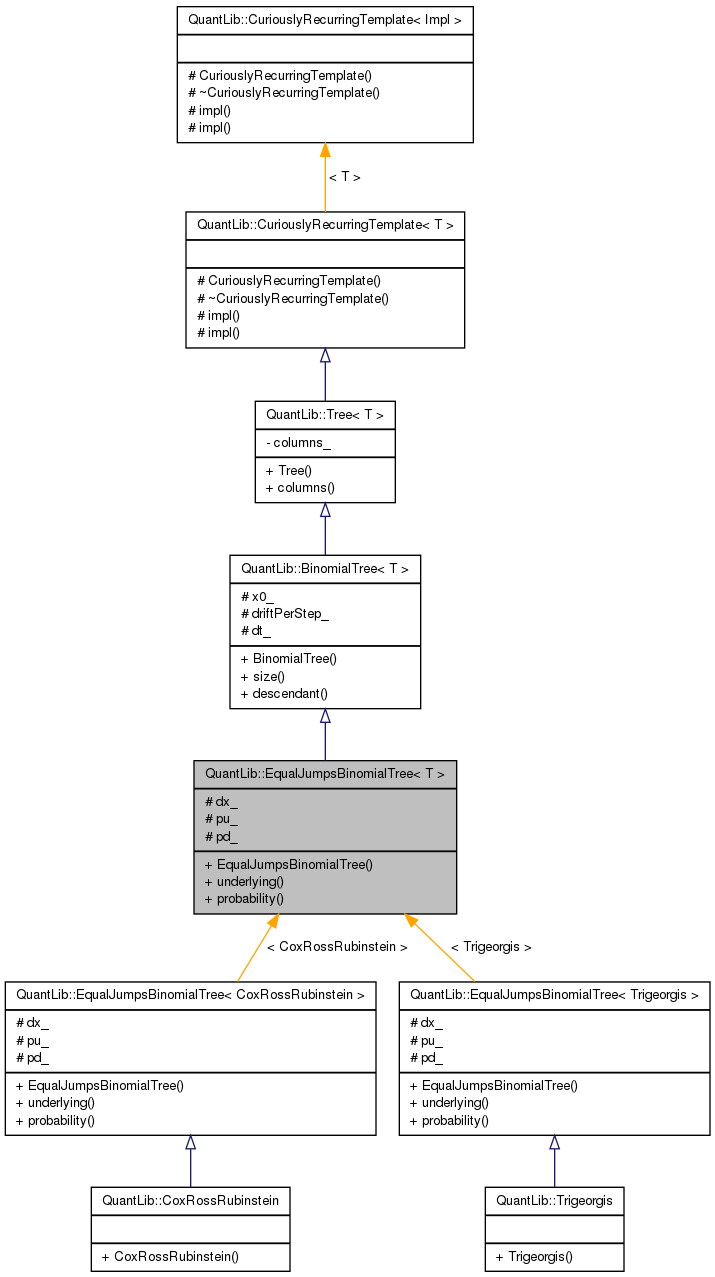 QuantLib::CuriouslyRecurringTemplate< Impl >
# CuriouslyRecurringTemplate()
# ~CuriouslyRecurringTemplate()
# impl()
# impl()
< T >
QuantLib::CuriouslyRecurringTemplate< T >
# CuriouslyRecurringTemplate()
# ~CuriouslyRecurringTemplate()
# impl()
# impl()
QuantLib::Tree< T >
- columns_
+ Tree()
+ columns()
QuantLib::BinomialTree< T >
# x0_
# driftPerStep_
# dt_
+ BinomialTree()
+ size()
+ descendant()
QuantLib::EqualJumpsBinomialTree< T >
# dx_
# pu_
# pd_
+ EqualJumpsBinomialTree()
+ underlying()
+ probability()
< CoxRossRubinstein >
< Trigeorgis >
QuantLib::EqualJumpsBinomialTree< CoxRossRubinstein >
# dx_
# pu_
# pd_
+ EqualJumpsBinomialTree()
+ underlying()
+ probability()
QuantLib::EqualJumpsBinomialTree< Trigeorgis >
# dx_
# pu_
# pd_
+ EqualJumpsBinomialTree()
+ underlying()
+ probability()
QuantLib::CoxRossRubinstein
+ CoxRossRubinstein()
QuantLib::Trigeorgis
+ Trigeorgis()